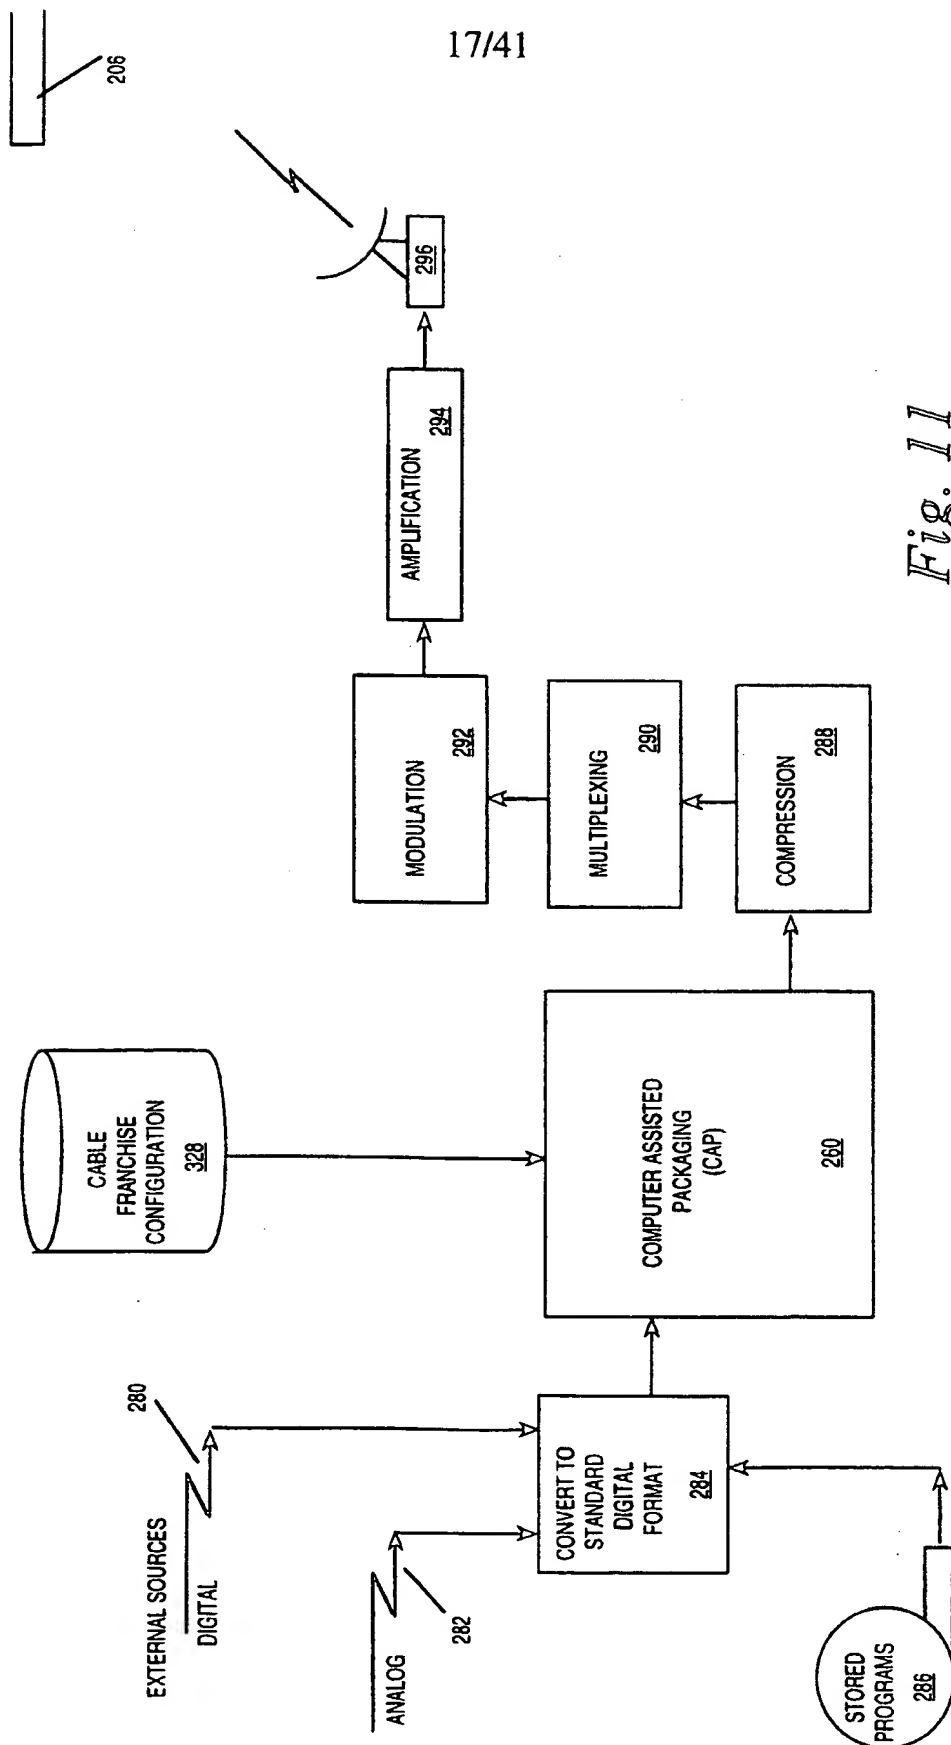 17/41
206
296
AMPLIFICATION
294
MODULATION
292
MULTIPLEXING
290
COMPRESSION
288
CABLE
FRANCHISE
CONFIGURATION
328
COMPUTER ASSISTED
PACKAGING
(CAP)
260
EXTERNAL SOURCES
DIGITAL
280
ANALOG
282
CONVERT TO
STANDARD
DIGITAL
FORMAT
284
STORED
PROGRAMS
286
Fig. 11